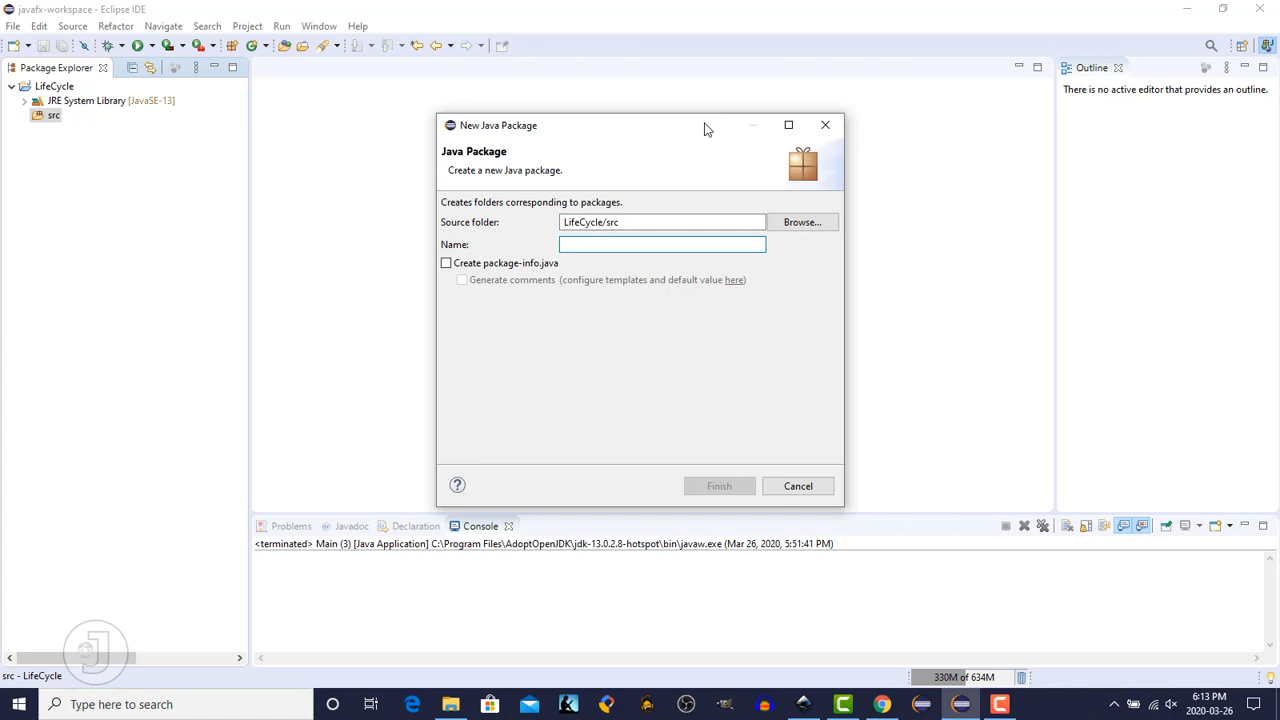 javafx-workspace - Eclipse IDE
File Edit Source Refactor Navigate Search Project Run Window Help
Package Explorer
LifeCycle
JRE System Library [JavaSE-13]
src
Outline
There is no active editor that provides an outline.
New Java Package
Java Package
Create a new Java package.
Creates folders corresponding to packages.
Source folder: LifeCycle/src Browse...
Name:
Create package-info.java
Generate comments (configure templates and default value here)
? Finish Cancel
Problems @ Javadoc Declaration Console
<terminated> Main (3) [Java Application] C:\Program Files\AdoptOpenJDK\jdk-13.0.2.8-hotspot\bin\javaw.exe (Mar 26, 2020, 5:51:41 PM)
J
src - LifeCycle
330M of 634M
Type here to search
6:13 PM
2020-03-26